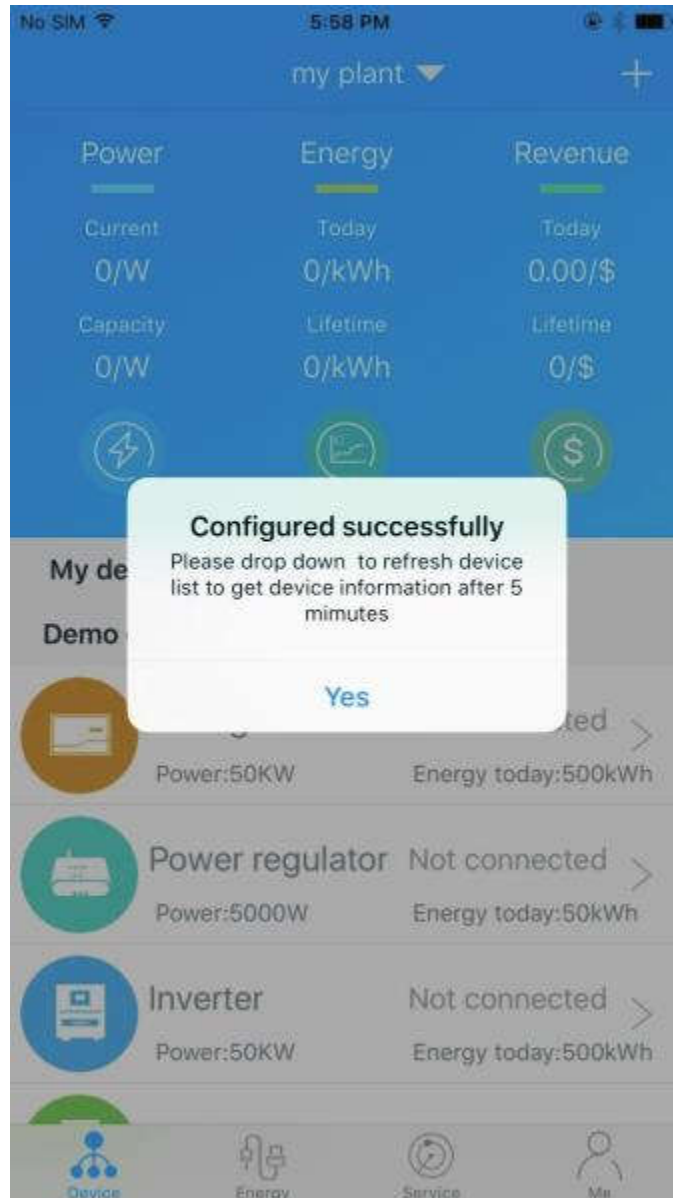 No SIM 5:58 PM
my plant
Power Energy Revenue
Current Today Today
0/W 0/kWh 0.00/$
Capacity Lifetime Lifetime
0/W 0/kWh 0/$
$
Configured successfully
Please drop down to refresh device
list to get device information after 5
mimutes
Yes
My de
Demo
ted
Power:50KW Energy today:500kWh
Power regulator Not connected
Power:5000W Energy today:50kWh
Inverter Not connected
Power:50KW Energy today:500kWh
Device Energy Service Me